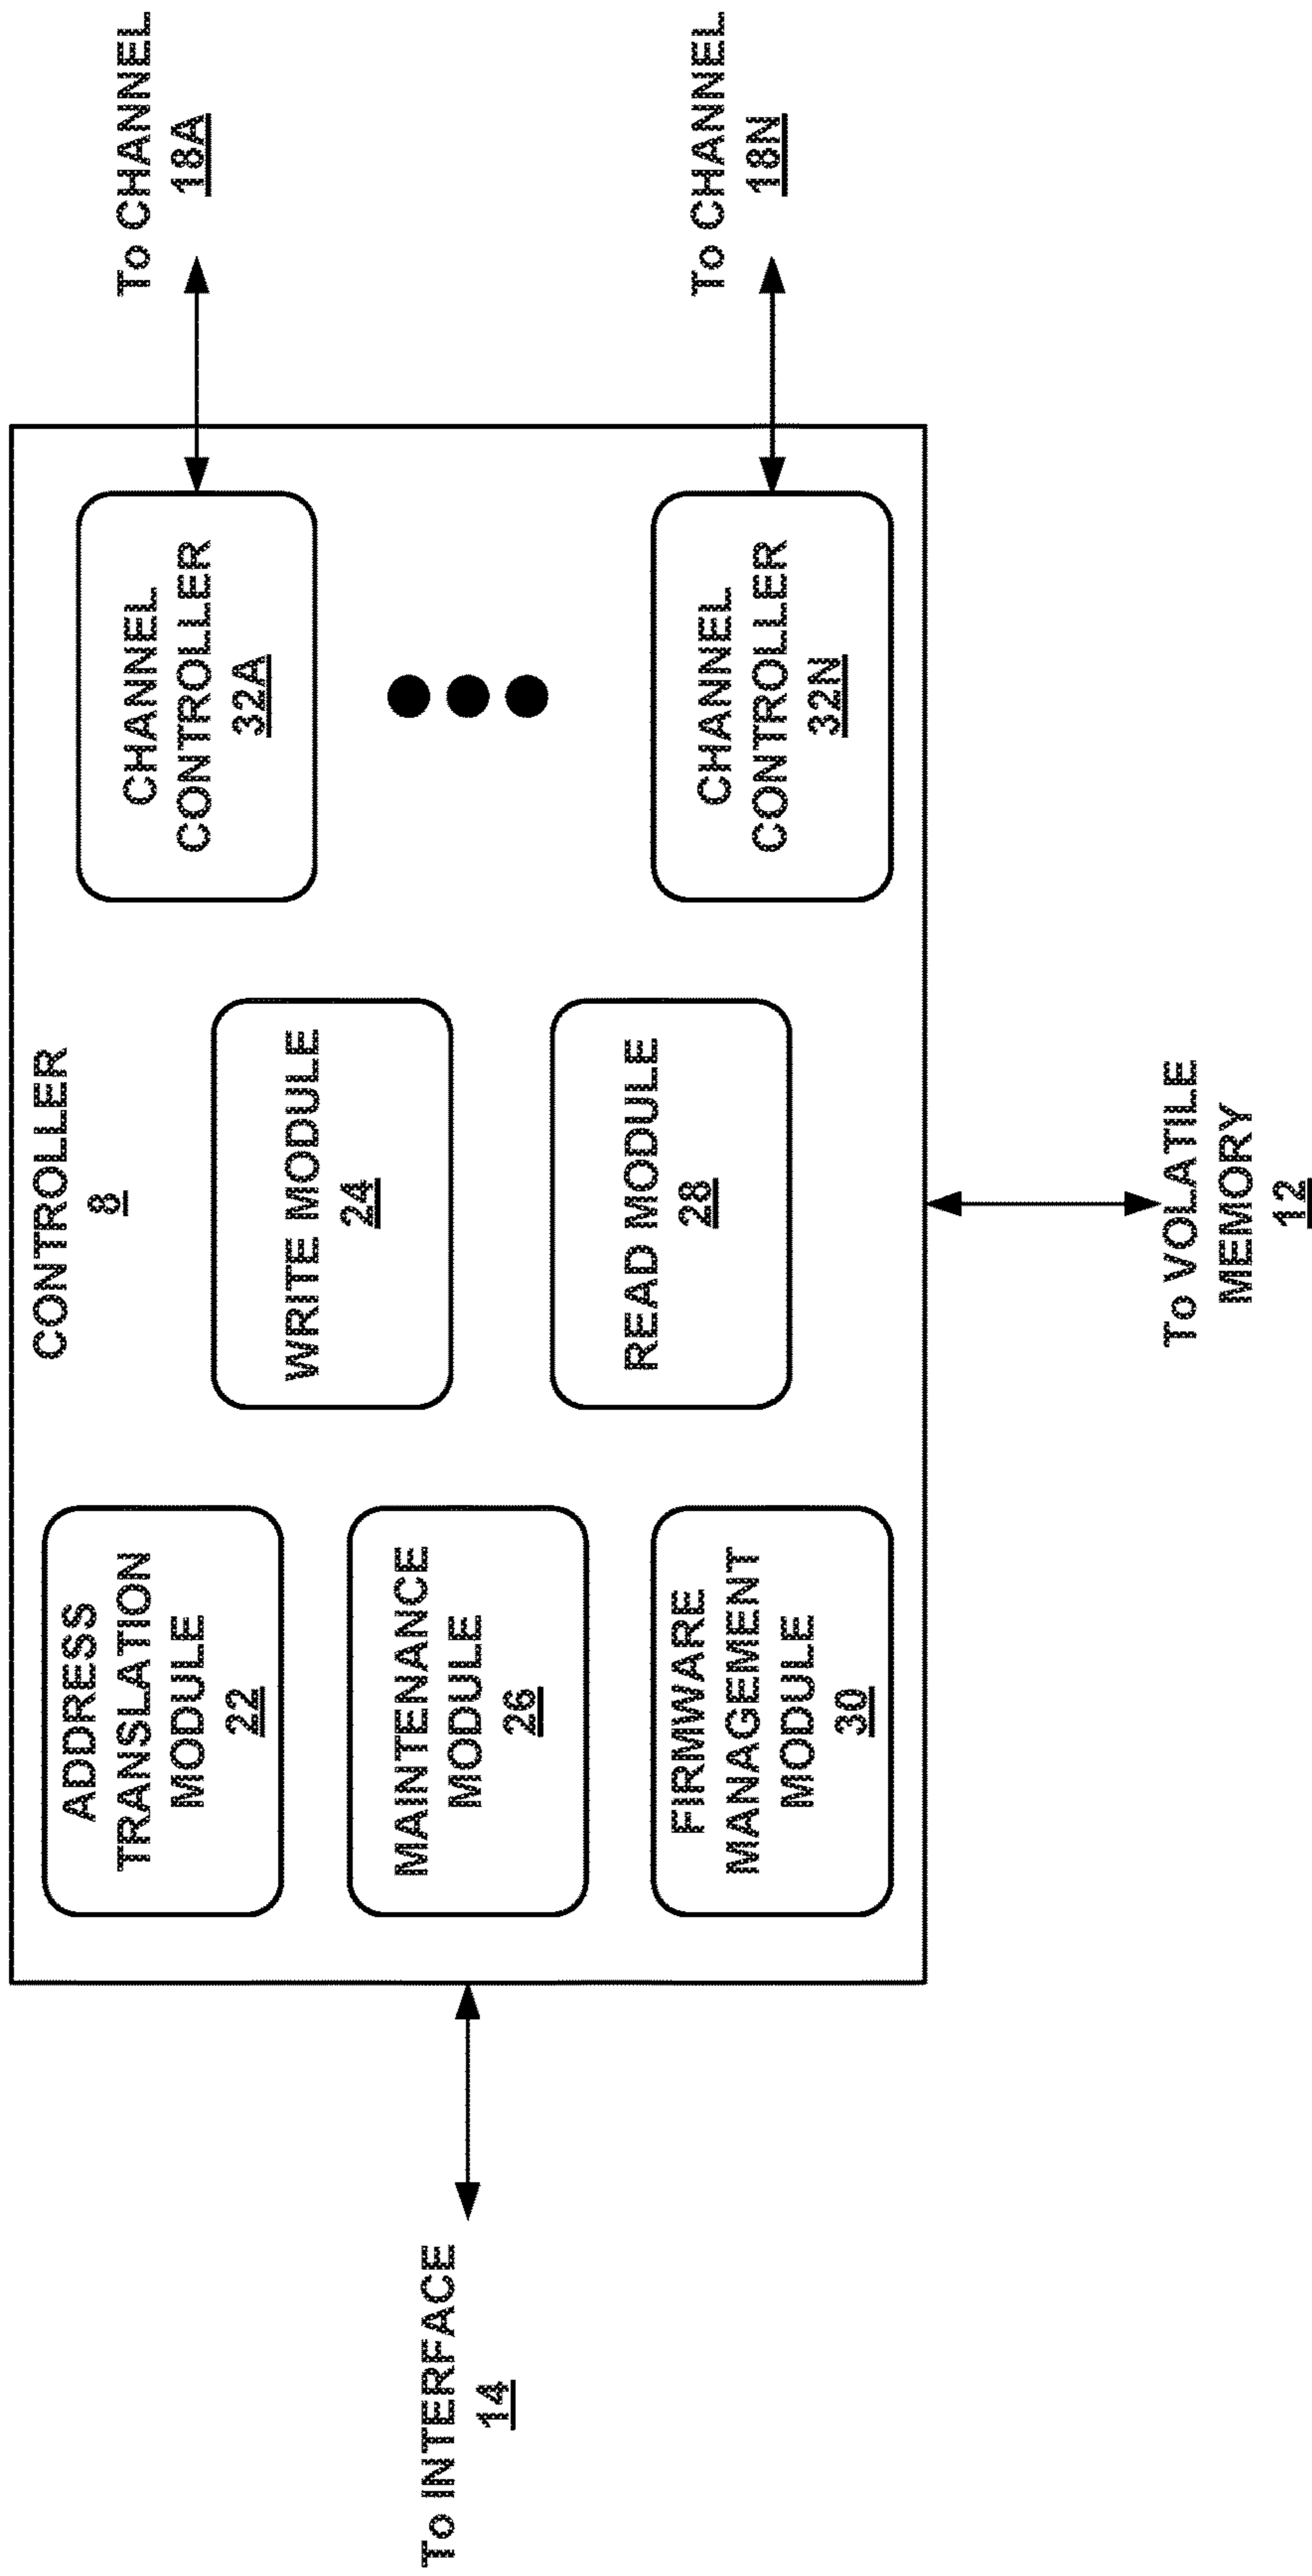 CONTROLLER
8
ADDRESS
TRANSLATION
MODULE
22
MAINTENANCE
MODULE
26
FIRMWARE
MANAGEMENT
MODULE
30
WRITE MODULE
24
READ MODULE
28
CHANNEL
CONTROLLER
32A
CHANNEL
CONTROLLER
32N
To INTERFACE
14
To CHANNEL
18A
To CHANNEL
18N
To VOLATILE
MEMORY
12